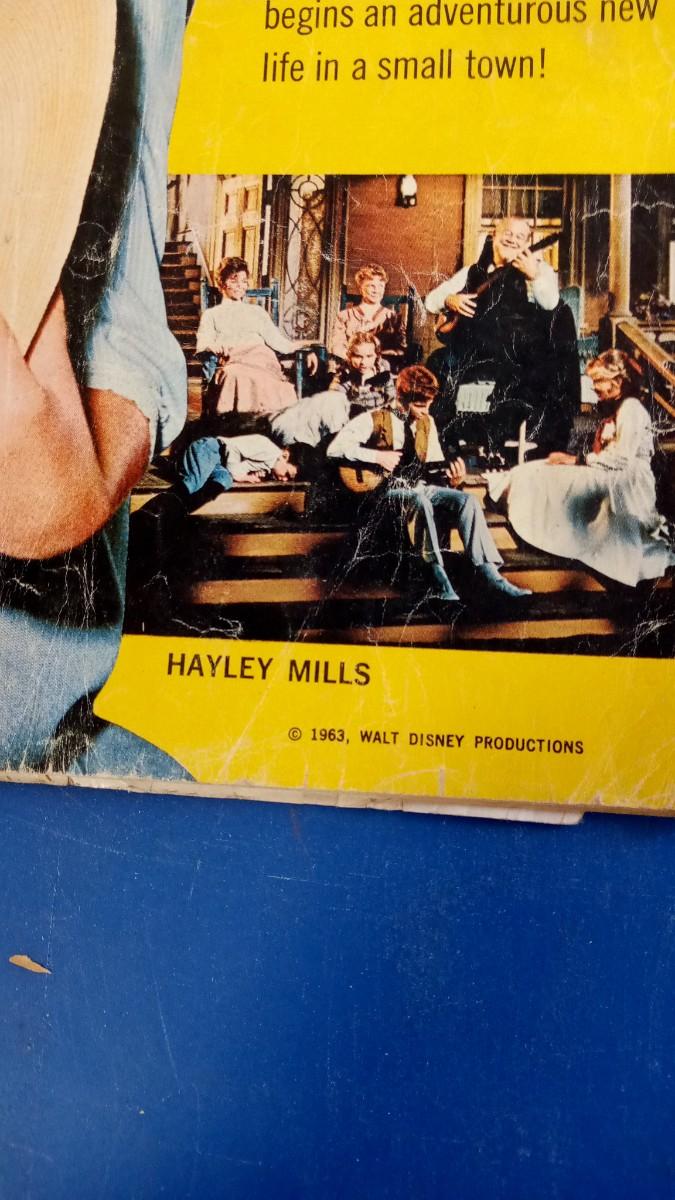 begins an adventurous new
life in a small town!
HAYLEY MILLS
© 1963, WALT DISNEY PRODUCTIONS